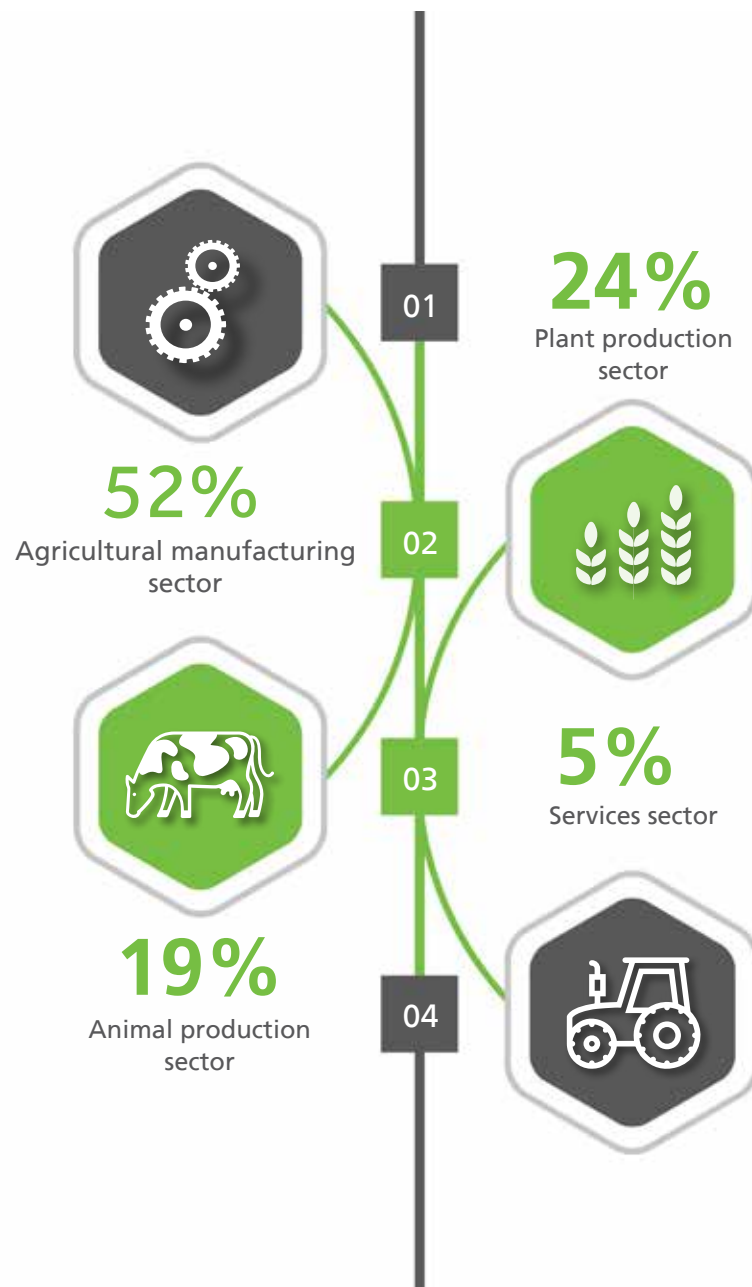 01
24%
Plant production
sector
52%
Agricultural manufacturing
sector
02
03
5%
Services sector
19%
Animal production
sector
04